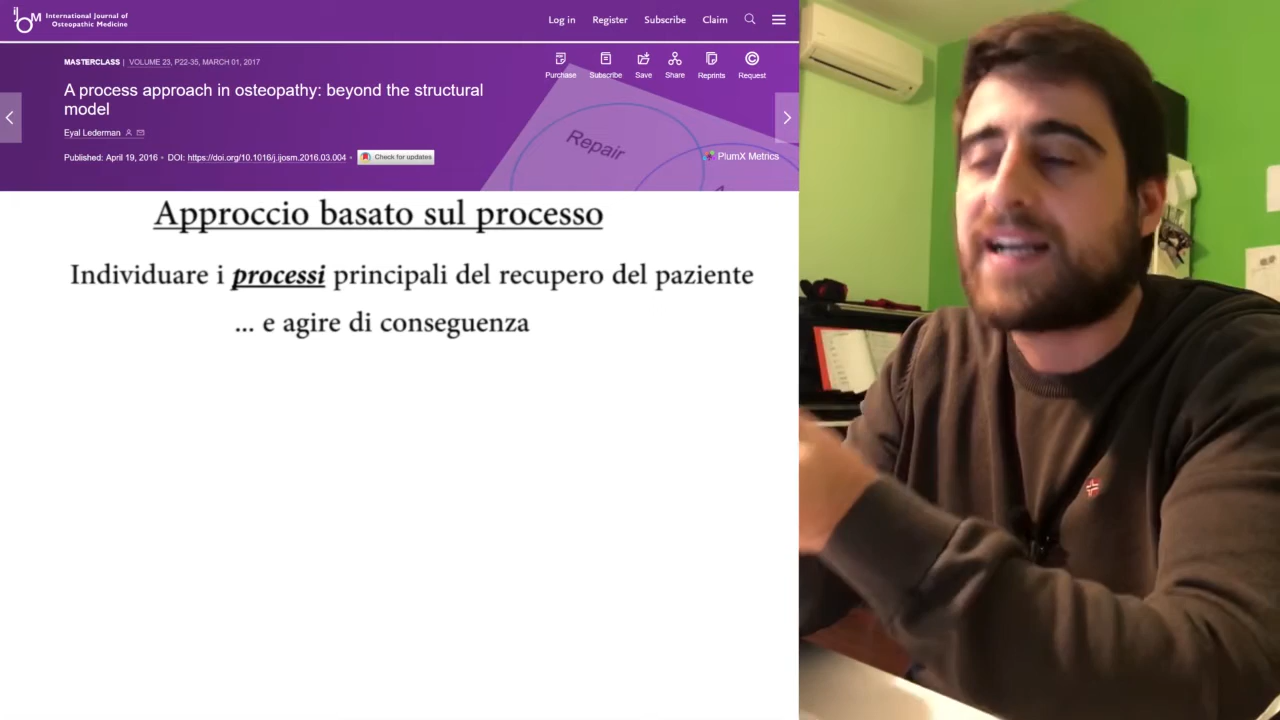 International Journal of
Osteopathic Medicine
Log in
Register
Subscribe
Claim
MASTERCLASS | VOLUME 23, P22-35, MARCH 01, 2017
Purchase
Subscribe
Save
Share
Reprints
Request
A process approach in osteopathy: beyond the structural
model
Eyal Lederman
Published: April 19, 2016 • DOI: https://doi.org/10.1016/j.ijosm.2016.03.004 •
Check for updates
PlumX Metrics
Repair
Approccio basato sul processo
Individuare i processi principali del recupero del paziente
... e agire di conseguenza